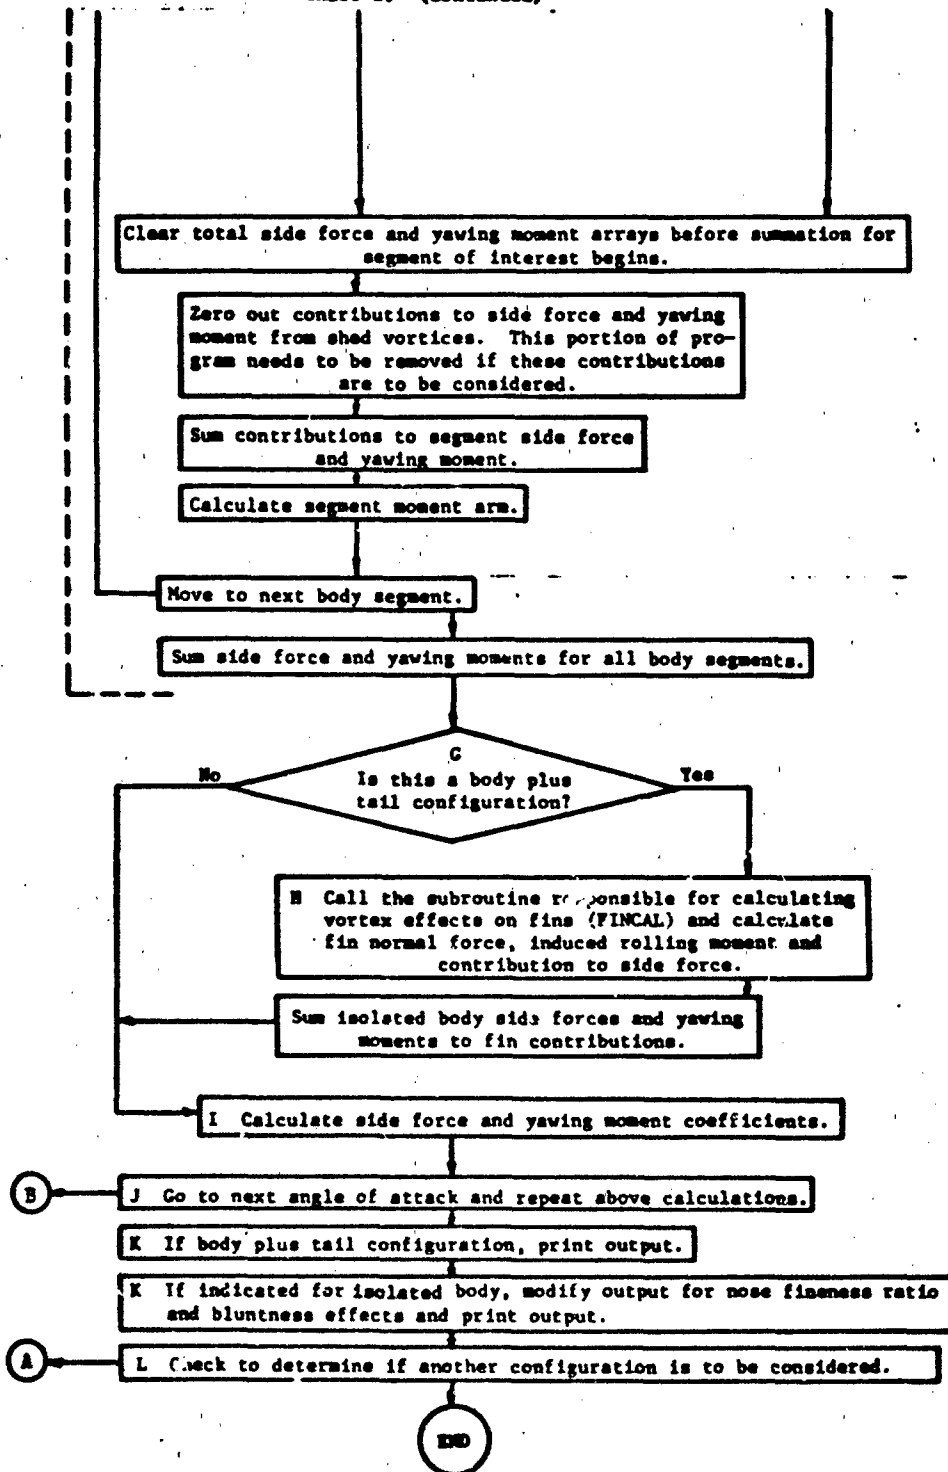 Clear total side force and yawing moment arrays before summation for
segment of interest begins.
Zero out contributions to side force and yawing
moment from shed vortices. This portion of pro-
gram needs to be removed if these contributions
are to be considered.
Sum contributions to segment side force
and yawing moment.
Calculate segment moment arm.
Move to next body segment.
Sum side force and yawing moments for all body segments.
G
Is this a body plus
tail configuration?
No
Yes
H Call the subroutine responsible for calculating
vortex effects on fins (FINCAL) and calculate
fin normal force, induced rolling moment and
contribution to side force.
Sum isolated body side forces and yawing
moments to fin contributions.
I Calculate side force and yawing moment coefficients.
B
J Go to next angle of attack and repeat above calculations.
K If body plus tail configuration, print output.
K If indicated for isolated body, modify output for nose fineness ratio
and bluntness effects and print output.
A
L Check to determine if another configuration is to be considered.
END